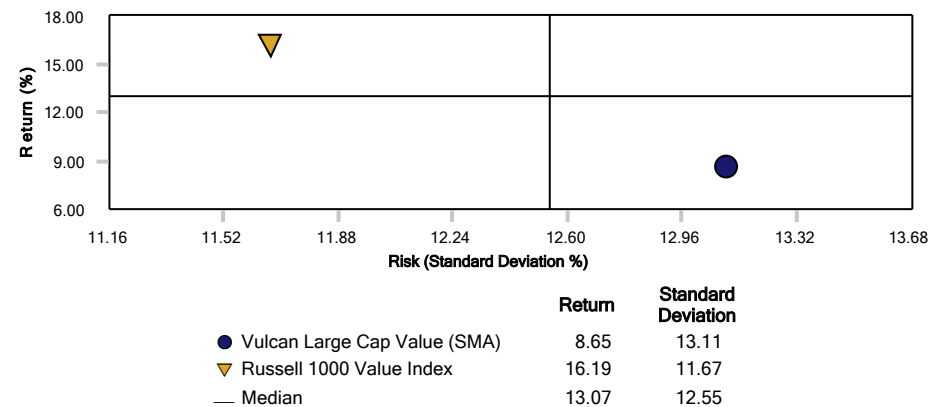 18.00
15.00
12.00
9.00
6.00
Return (%)
11.16 11.52 11.88 12.24 12.60 12.96 13.32 13.68
Risk (Standard Deviation %)
Return Standard Deviation
Vulcan Large Cap Value (SMA) 8.65 13.11
Russell 1000 Value Index 16.19 11.67
Median 13.07 12.55